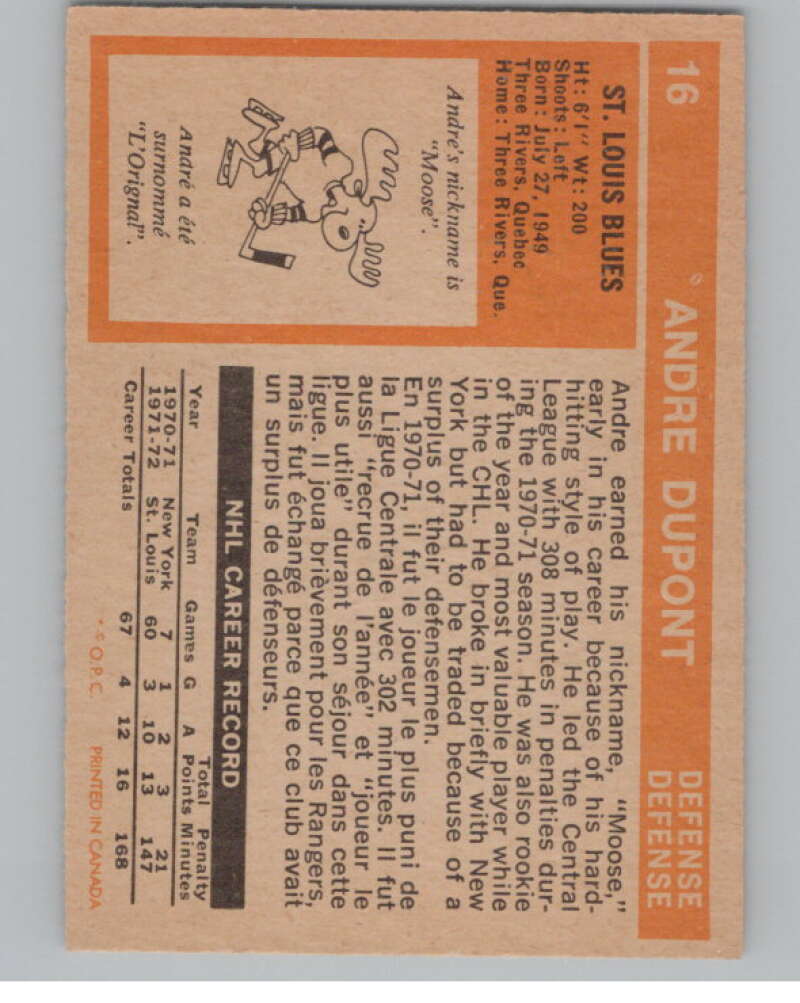 16 ANDRE DUPONT DEFENSE
DEFENSE
ST. LOUIS BLUES
Ht: 6'1" Wt: 200
Shoots: Left
Born: July 27, 1949
Three Rivers, Quebec
Home: Three Rivers, Que.
André's nickname is
"Moose".
André a été
surnommé
"L'Orignal".
Andre earned his nickname, "Moose,"
early in his career because of his hard-
hitting style of play. He led the Central
League with 308 minutes in penalties dur-
ing the 1970-71 season. He was also rookie
of the year and most valuable player while
in the CHL. He broke in briefly with New
York but had to be traded because of a
surplus of their defensemen.
En 1970-71, il fut le joueur le plus puni de
la Ligue Centrale avec 302 minutes. Il fut
aussi "recrue de l'année" et "joueur le
plus utile" durant son séjour dans cette
ligue. Il joua brièvement pour les Rangers,
mais fut échangé parce que ce club avait
un surplus de défenseurs.
NHL CAREER RECORD
Total Penalty
Year Team Games G A Points Minutes
1970-71 New York 7 1 2 3 21
1971-72 St. Louis 60 3 10 13 147
Career Totals 67 4 12 16 168
* © O.P.C. PRINTED IN CANADA